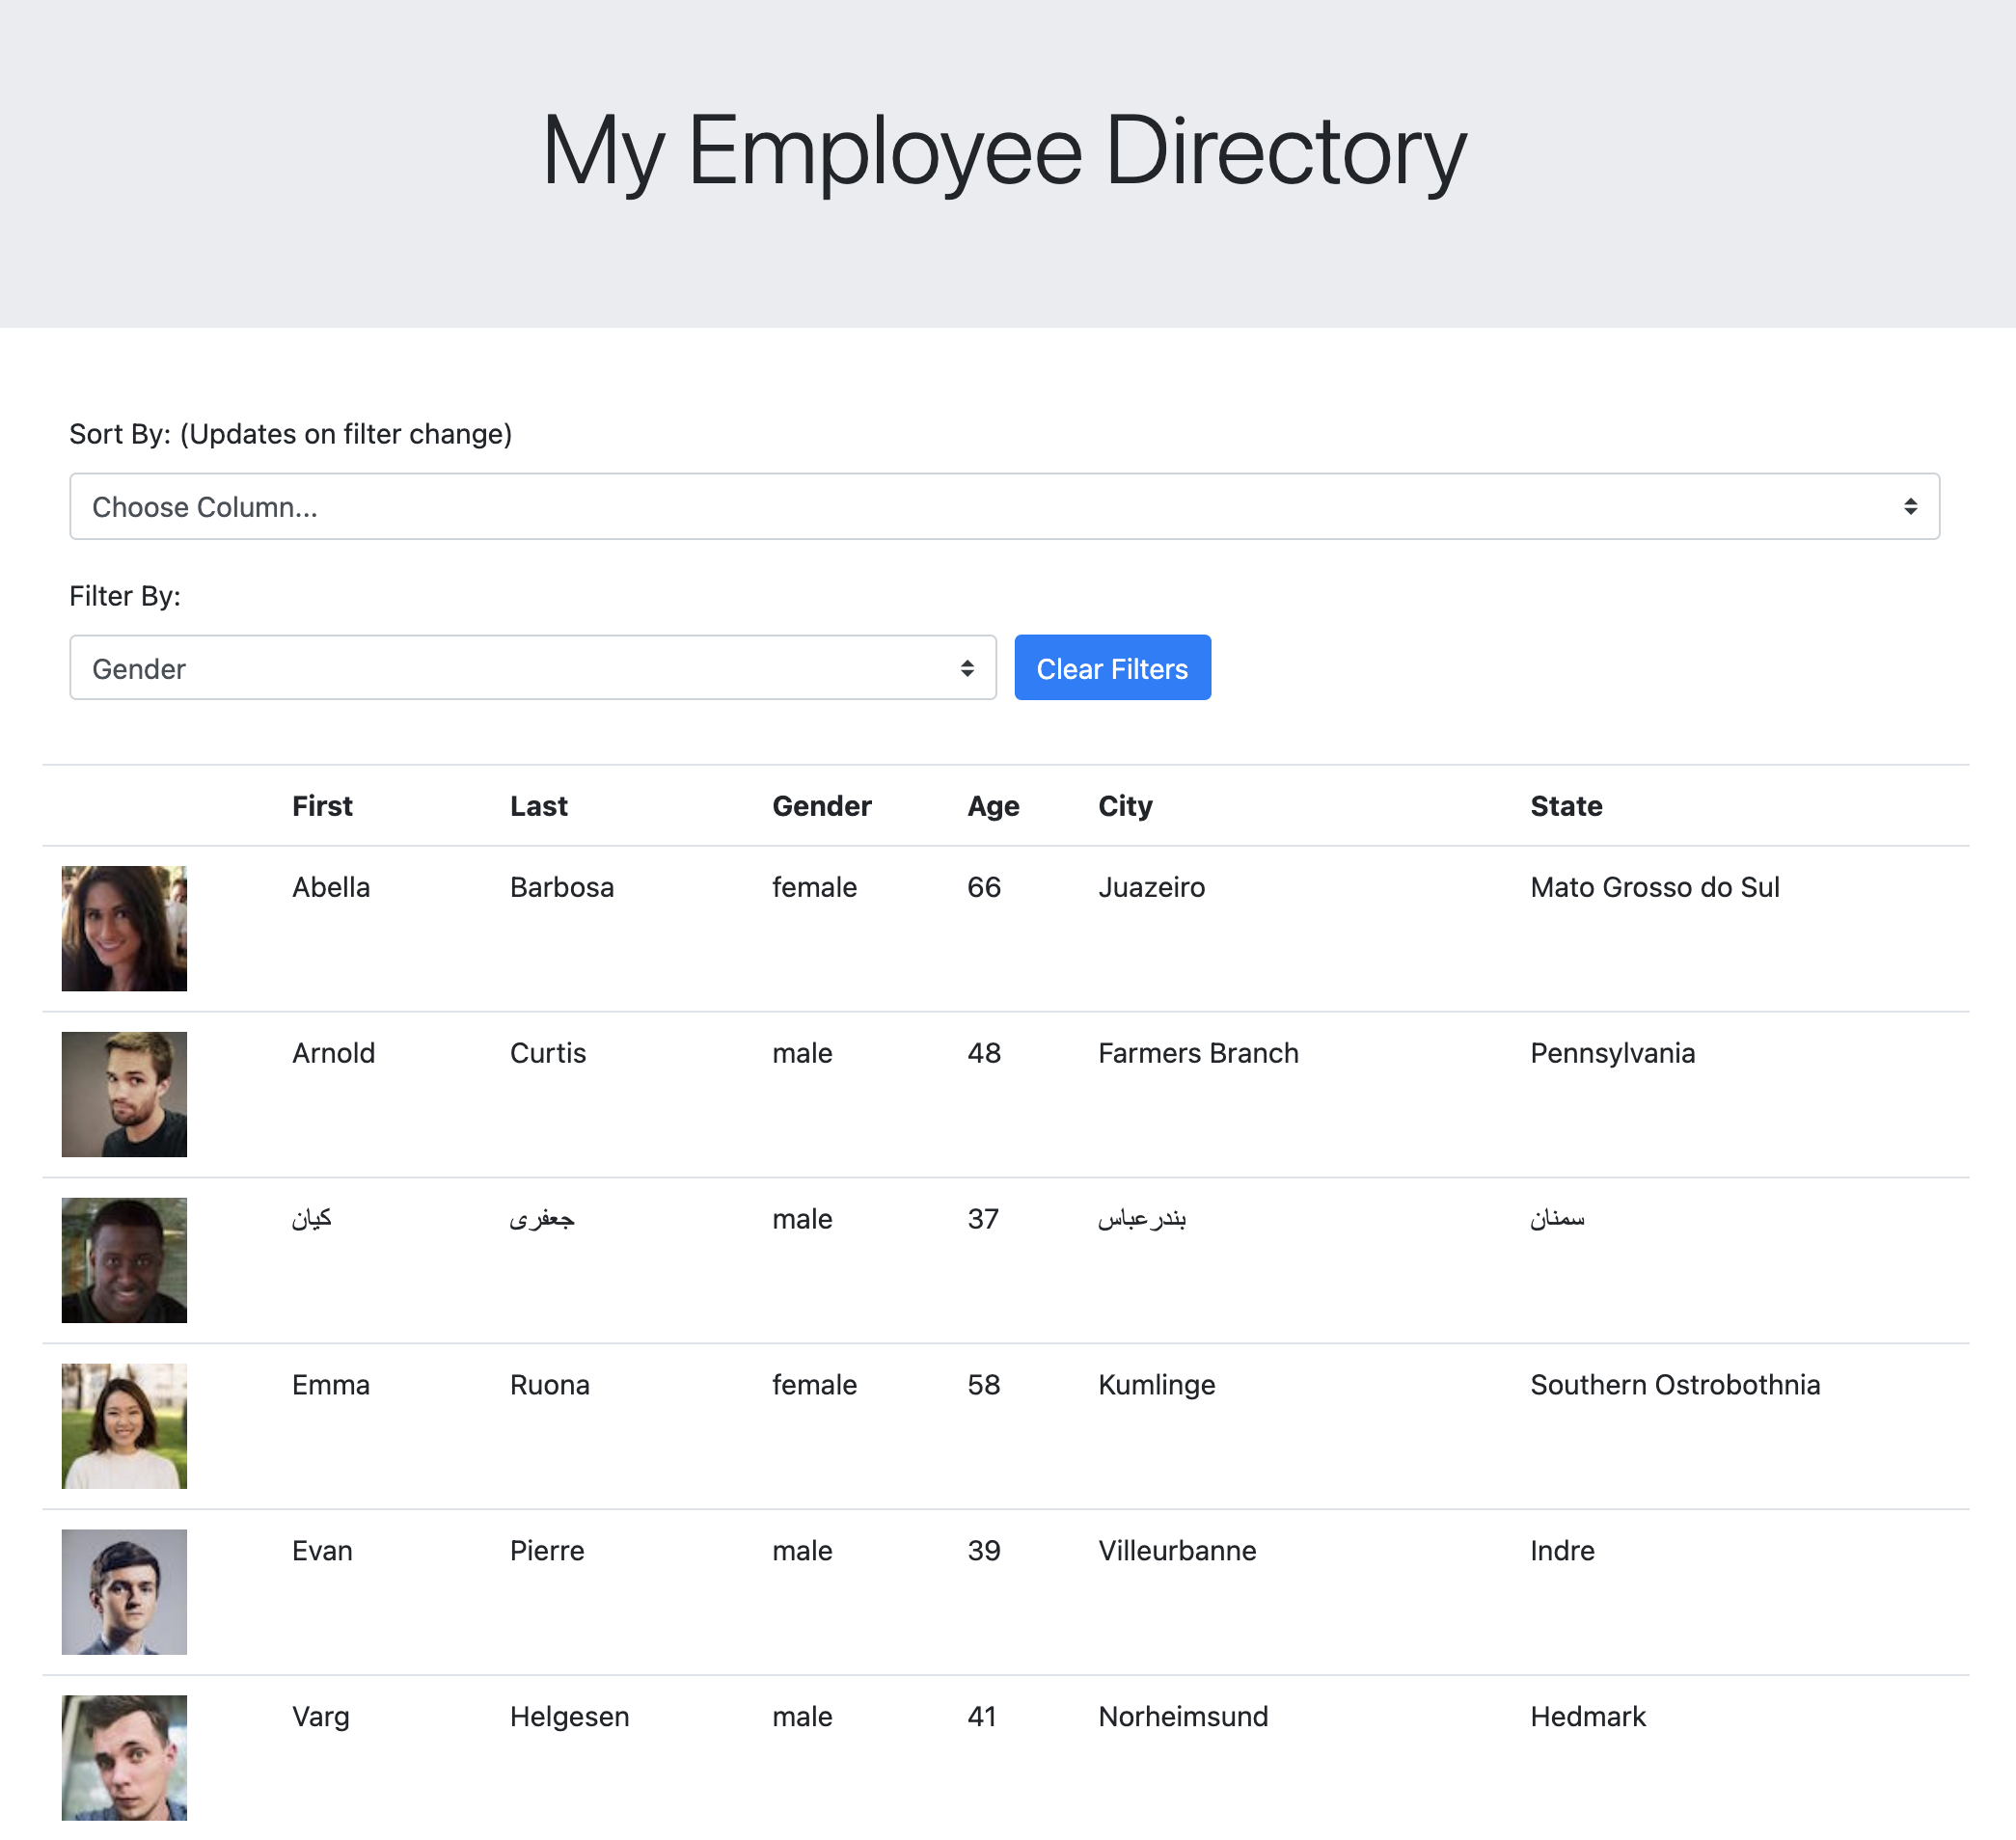 My Employee Directory
Sort By: (Updates on filter change)
Choose Column...
Filter By:
Gender
Clear Filters
First Last Gender Age City State
Abella Barbosa female 66 Juazeiro Mato Grosso do Sul
Arnold Curtis male 48 Farmers Branch Pennsylvania
کیان جعفری male 37 بندرعباس سمنان
Emma Ruona female 58 Kumlinge Southern Ostrobothnia
Evan Pierre male 39 Villeurbanne Indre
Varg Helgesen male 41 Norheimsund Hedmark